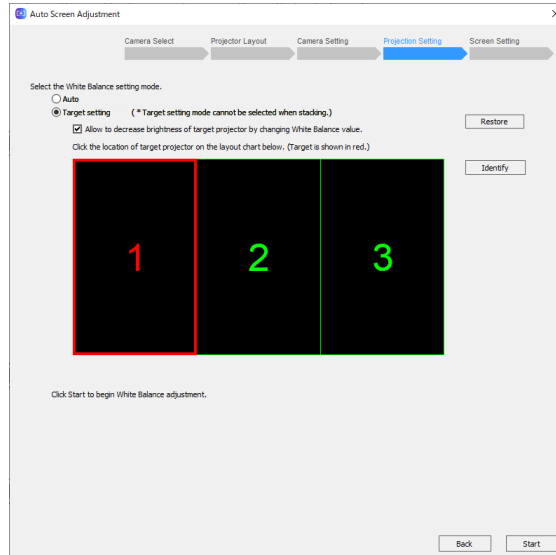 Auto Screen Adjustment
Camera Select
Projector Layout
Camera Setting
Projection Setting
Screen Setting
Select the White Balance setting mode.
Auto
Target setting ( * Target setting mode cannot be selected when stacking.)
Restore
Allow to decrease brightness of target projector by changing White Balance value.
Click the location of target projector on the layout chart below. (Target is shown in red.)
Identify
1
2
3
Click Start to begin White Balance adjustment.
Back
Start